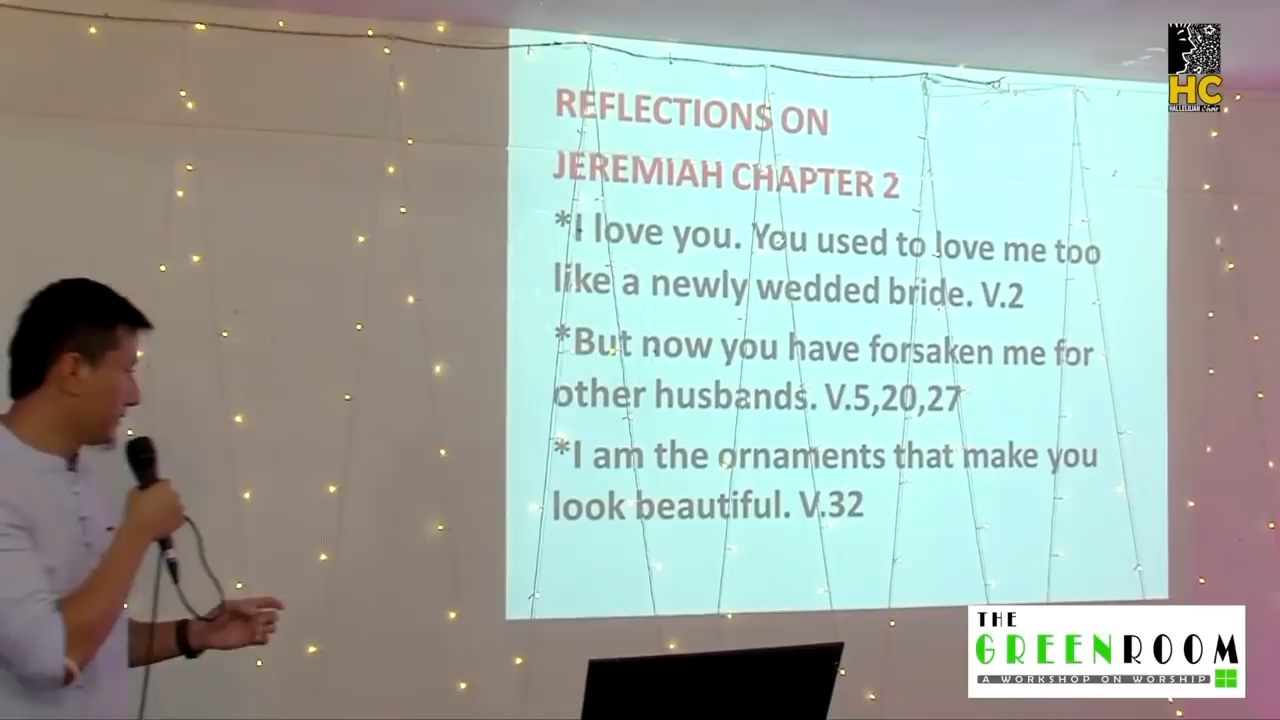 HC
HALLELUJAH Choir
REFLECTIONS ON
JEREMIAH CHAPTER 2
*I love you. You used to love me too
like a newly wedded bride. V.2
*But now you have forsaken me for
other husbands. V.5,20,27
*I am the ornaments that make you
look beautiful. V.32
THE
GREENROOM
A WORKSHOP ON WORSHIP